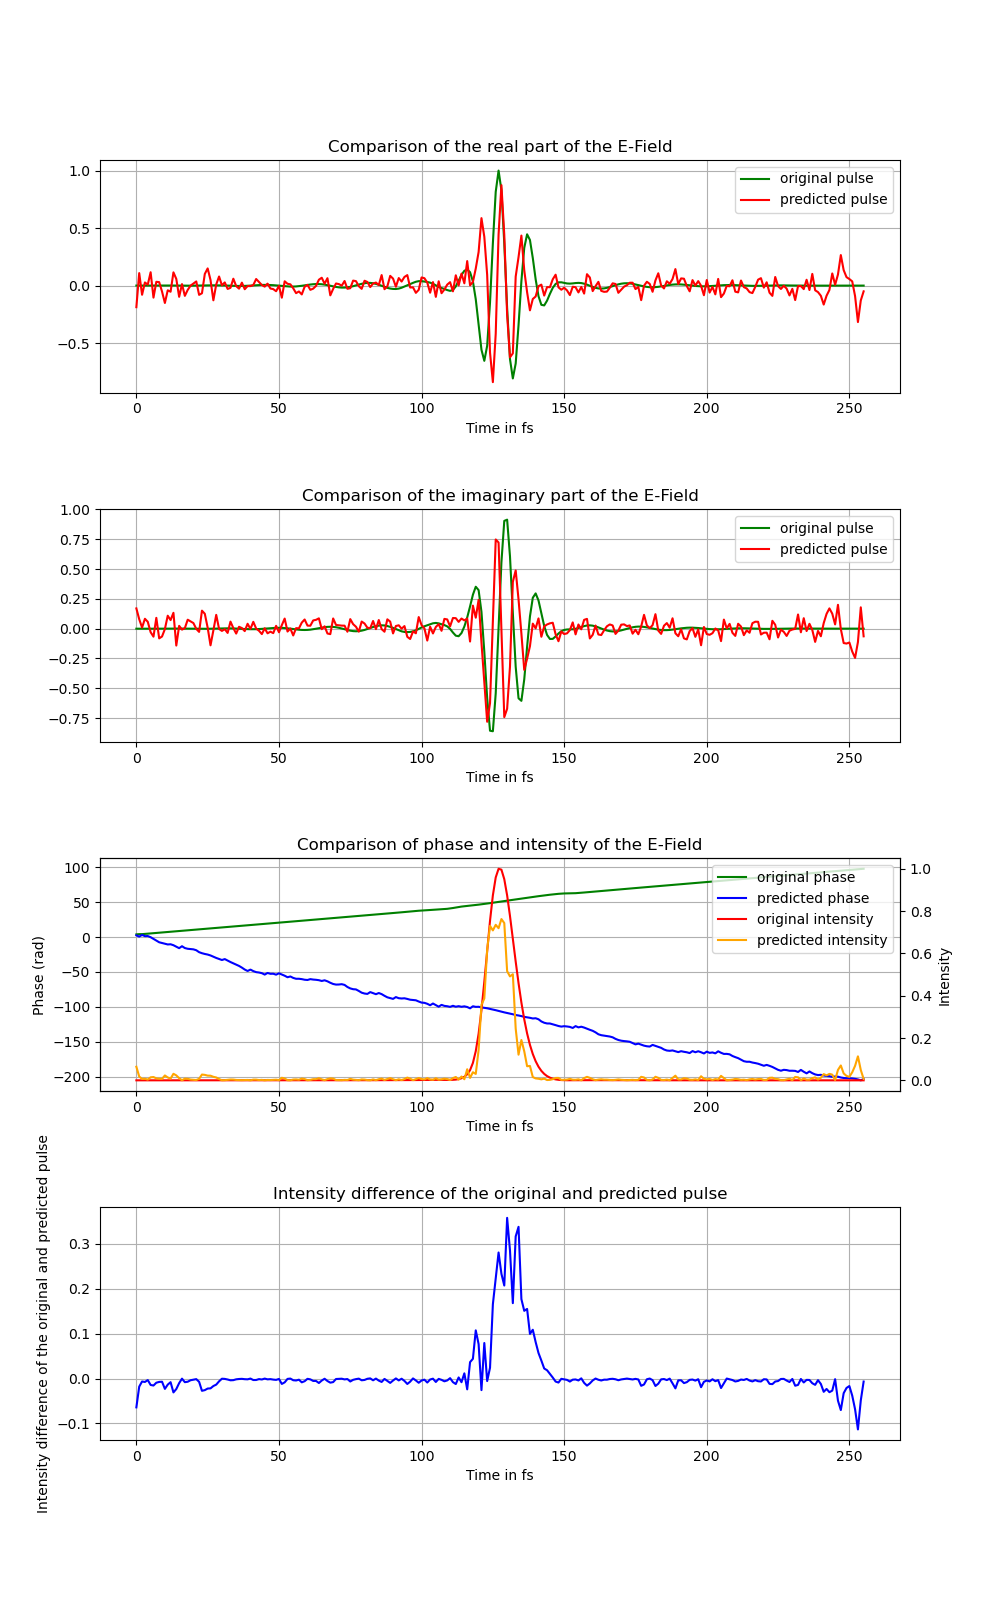 Comparison of the real part of the E-Field
original pulse
predicted pulse
1.0
0.5
0.0
−0.5
0 50 100 150 200 250
Time in fs
Comparison of the imaginary part of the E-Field
original pulse
predicted pulse
1.00
0.75
0.50
0.25
0.00
−0.25
−0.50
−0.75
0 50 100 150 200 250
Time in fs
Comparison of phase and intensity of the E-Field
original phase
predicted phase
original intensity
predicted intensity
Phase (rad)
100
50
0
−50
−100
−150
−200
1.0
0.8
0.6
0.4
0.2
0.0
Intensity
0 50 100 150 200 250
Time in fs
Intensity difference of the original and predicted pulse
Intensity difference of the original and predicted pulse
0.3
0.2
0.1
0.0
−0.1
0 50 100 150 200 250
Time in fs